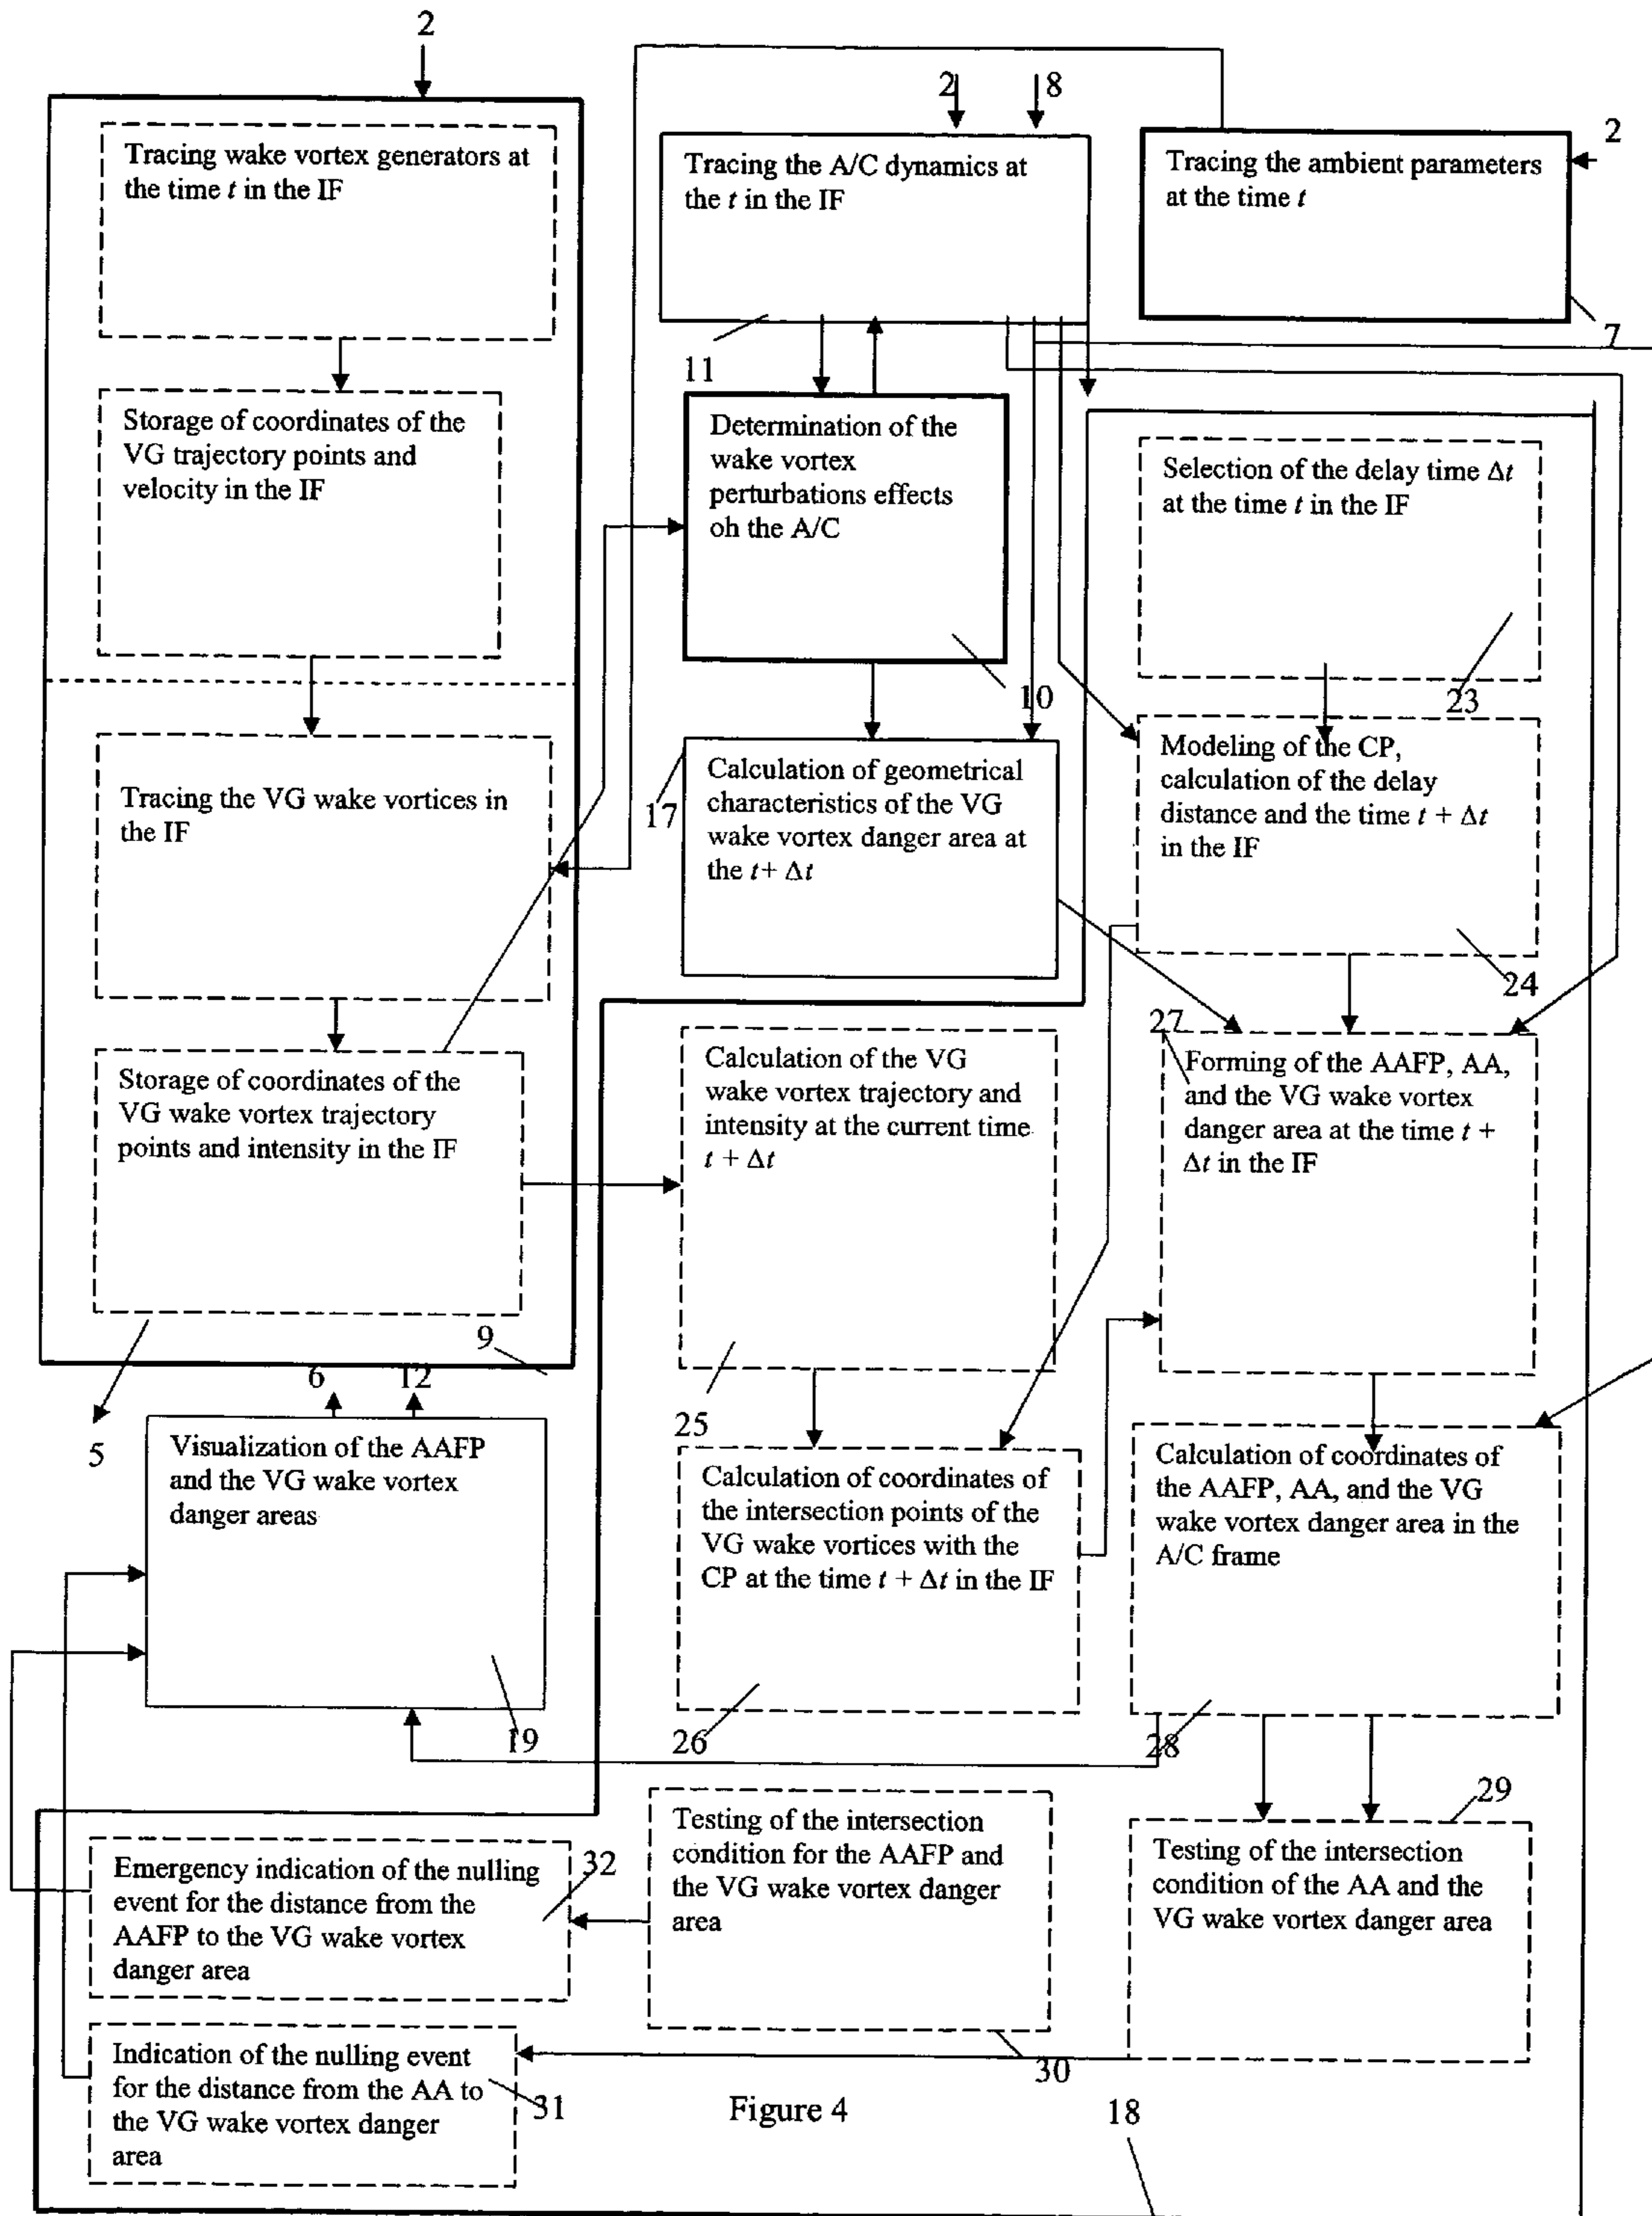 2
2
8
2
Tracing wake vortex generators at
the time t in the IF
Tracing the A/C dynamics at
the t in the IF
Tracing the ambient parameters
at the time t
7
11
Storage of coordinates of the
VG trajectory points and
velocity in the IF
Determination of the
wake vortex
perturbations effects
oh the A/C
10
Selection of the delay time Δt
at the time t in the IF
23
Tracing the VG wake vortices in
the IF
17
Calculation of geometrical
characteristics of the VG
wake vortex danger area at
the t+ Δt
Modeling of the CP,
calculation of the delay
distance and the time t + Δt
in the IF
24
Storage of coordinates of the
VG wake vortex trajectory
points and intensity in the IF
9
5
Calculation of the VG
wake vortex trajectory and
intensity at the current time
t + Δt
25
27
Forming of the AAFP, AA,
and the VG wake vortex
danger area at the time t +
Δt in the IF
6
12
Visualization of the AAFP
and the VG wake vortex
danger areas
19
Calculation of coordinates of
the intersection points of the
VG wake vortices with the
CP at the time t + Δt in the IF
26
Calculation of coordinates of
the AAFP, AA, and the VG
wake vortex danger area in the
A/C frame
28
29
Emergency indication of the nulling
event for the distance from the
AAFP to the VG wake vortex
danger area
32
Testing of the intersection
condition for the AAFP and
the VG wake vortex danger
area
30
Testing of the intersection
condition of the AA and the
VG wake vortex danger area
Indication of the nulling event
for the distance from the AA to
the VG wake vortex danger
area
31
Figure 4
18